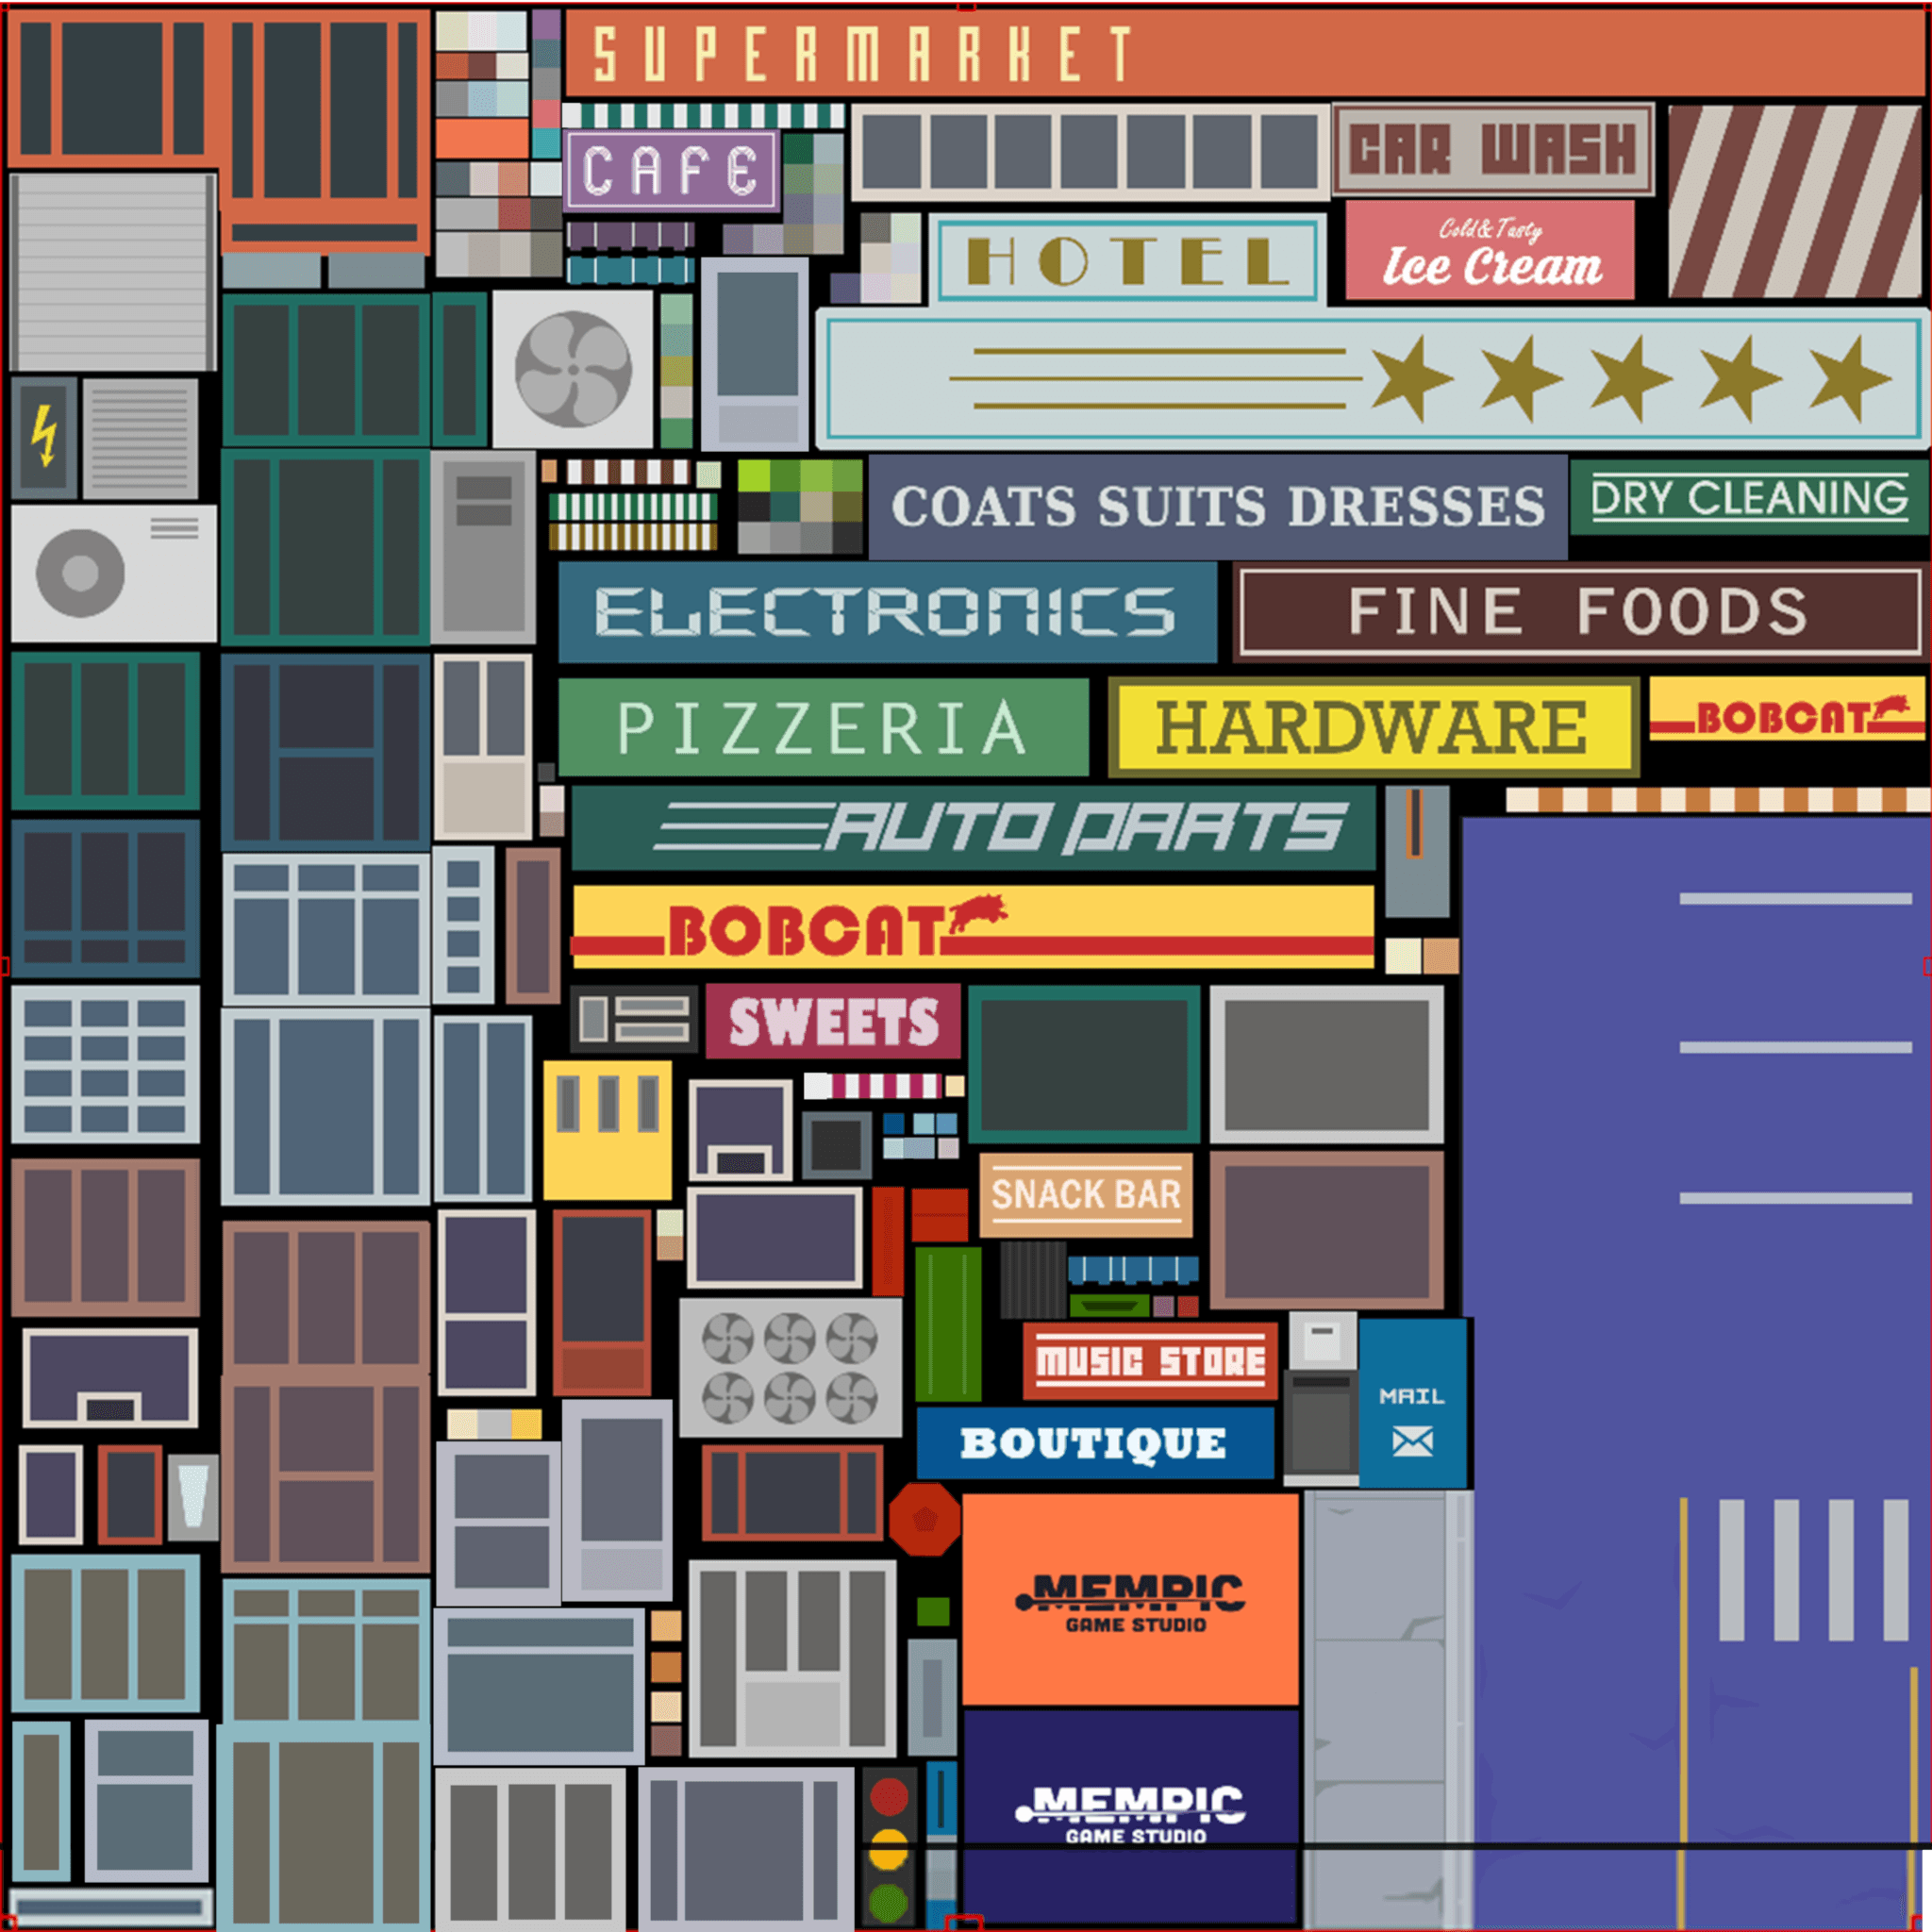 SUPERMARKET
CAFE
CAR WASH
HOTEL
Cold & Tasty
Ice Cream
COATS SUITS DRESSES
DRY CLEANING
ELECTRONICS
FINE FOODS
PIZZERIA
HARDWARE
BOBCAT
AUTO PARTS
BOBCAT
SWEETS
SNACK BAR
MUSIC STORE
MAIL
BOUTIQUE
MEMPIC
GAME STUDIO
MEMPIC
GAME STUDIO